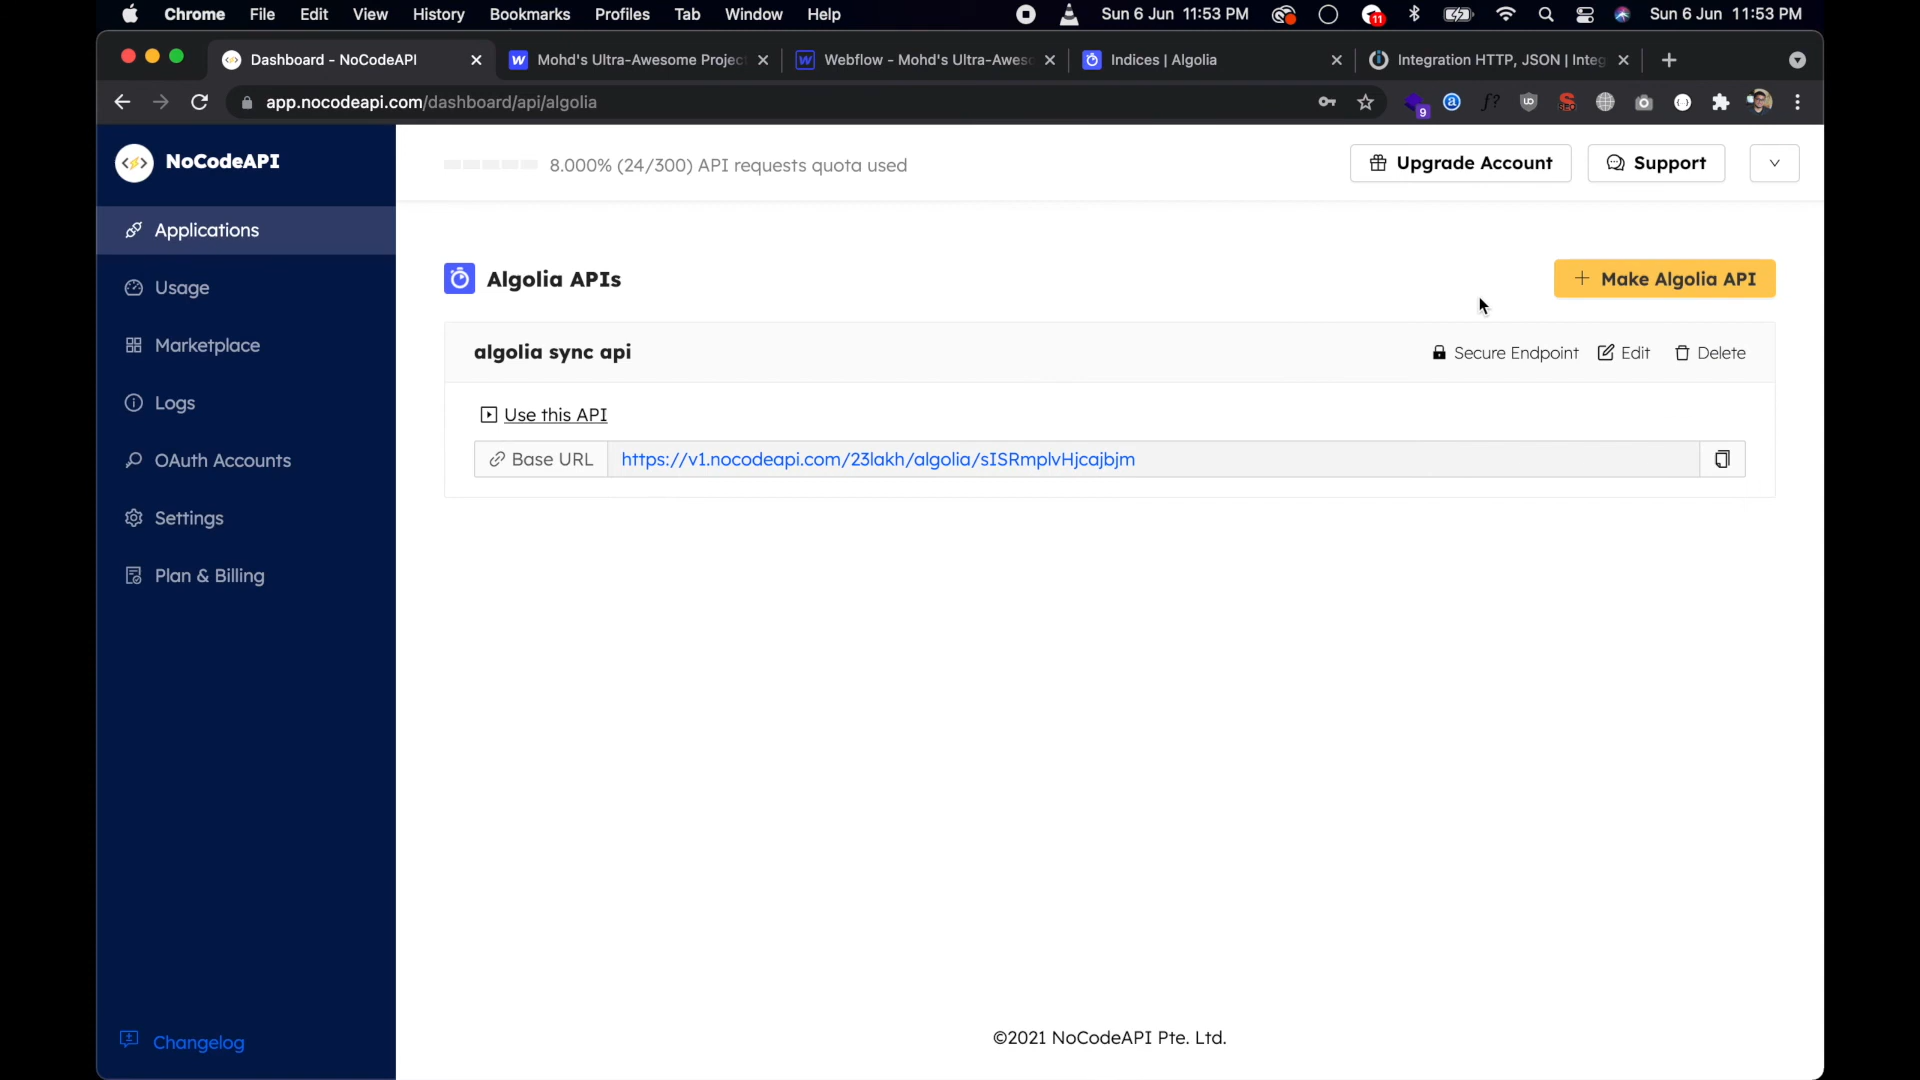 Chrome File Edit View History Bookmarks Profiles Tab Window Help Sun 6 Jun 11:53 PM 11 Sun 6 Jun 11:53 PM
Dashboard - NoCodeAPI Mohd's Ultra-Awesome Projec Webflow - Mohd's Ultra-Awes Indices | Algolia Integration HTTP, JSON | Integ
app.nocodeapi.com/dashboard/api/algolia 9 f?
NoCodeAPI
8.000% (24/300) API requests quota used
Upgrade Account
Support
Applications
Usage
Marketplace
Logs
OAuth Accounts
Settings
Plan & Billing
Changelog
Algolia APIs
+ Make Algolia API
algolia sync api
Secure Endpoint Edit Delete
Use this API
Base URL https://v1.nocodeapi.com/23lakh/algolia/sISRmplvHjcajbjm
©2021 NoCodeAPI Pte. Ltd.